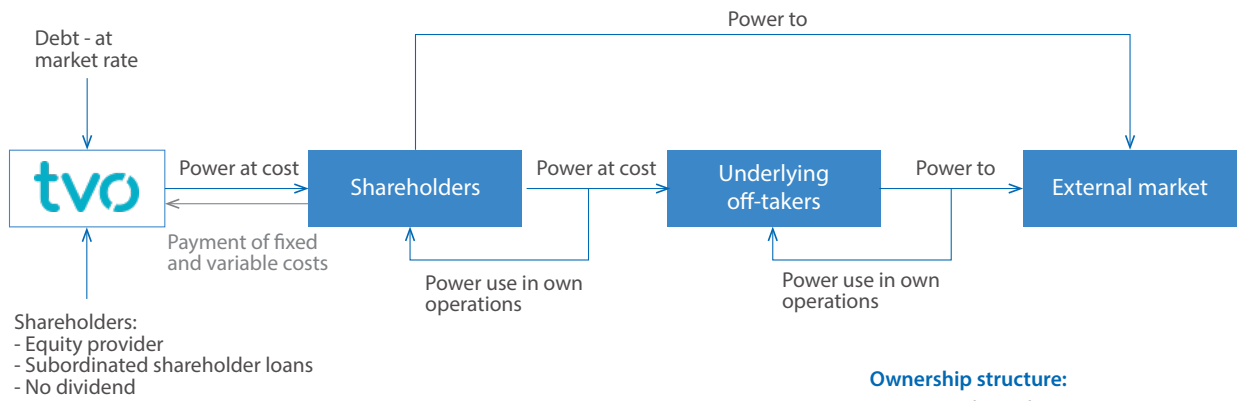 Power to
Debt - at
market rate
tvo
Power at cost
Shareholders
Power at cost
Underlying
off-takers
Power to
External market
Payment of fixed
and variable costs
Power use in own
operations
Power use in own
operations
Shareholders:
- Equity provider
- Subordinated shareholder loans
- No dividend
Ownership structure: